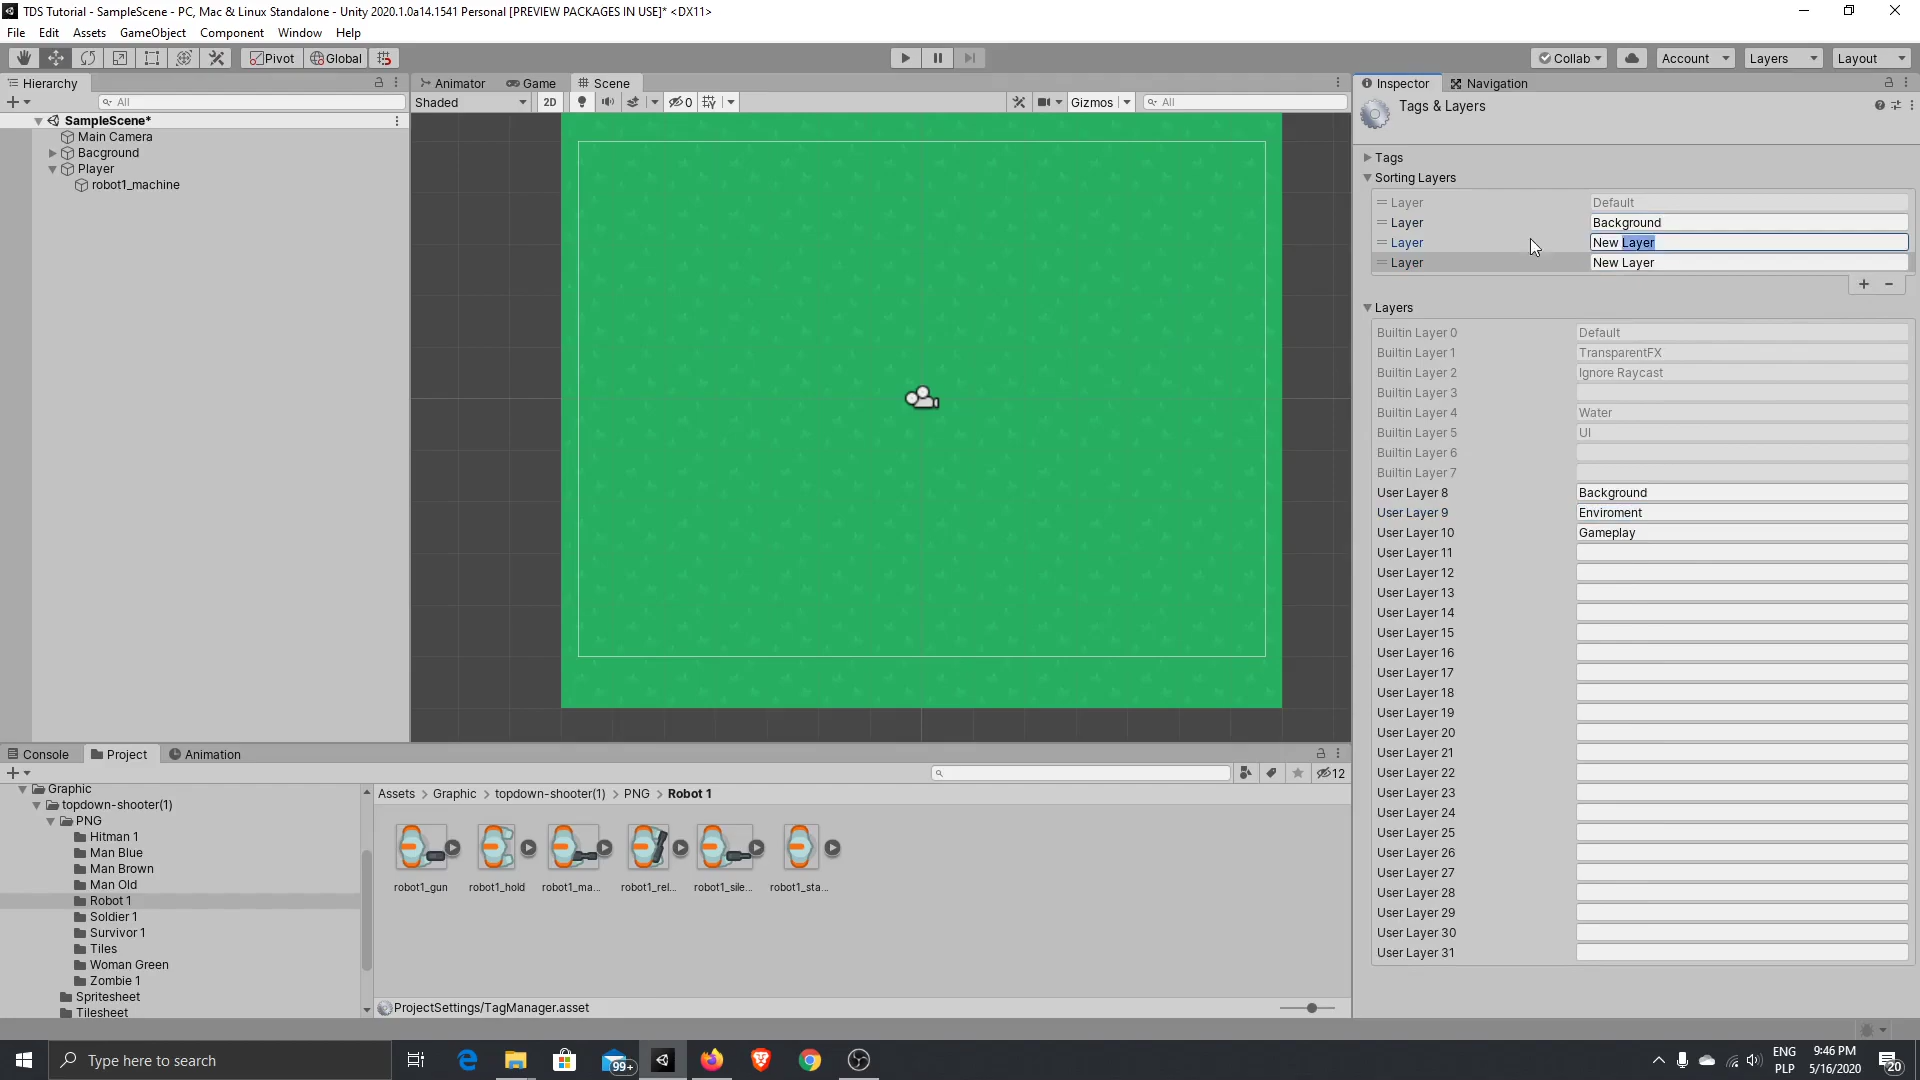 TDS Tutorial - SampleScene - PC, Mac & Linux Standalone - Unity 2020.1.0a14.1541 Personal [PREVIEW PACKAGES IN USE]* <DX11>
File Edit Assets GameObject Component Window Help
Pivot Global Collab Account Layers Layout
Hierarchy Animator Game Scene Inspector Navigation
All Shaded 2D 0 Gizmos All
Tags & Layers
SampleScene*
Main Camera
Bacground
Player
robot1_machine
Tags
Sorting Layers
Layer Default
Layer Background
Layer New Layer
Layer New Layer
Layers
Builtin Layer 0 Default
Builtin Layer 1 TransparentFX
Builtin Layer 2 Ignore Raycast
Builtin Layer 3
Builtin Layer 4 Water
Builtin Layer 5 UI
Builtin Layer 6
Builtin Layer 7
User Layer 8 Background
User Layer 9 Enviroment
User Layer 10 Gameplay
User Layer 11
User Layer 12
User Layer 13
User Layer 14
User Layer 15
User Layer 16
User Layer 17
User Layer 18
User Layer 19
User Layer 20
User Layer 21
User Layer 22
User Layer 23
User Layer 24
User Layer 25
User Layer 26
User Layer 27
User Layer 28
User Layer 29
User Layer 30
User Layer 31
Console Project Animation
12
Graphic
topdown-shooter(1)
PNG
Hitman 1
Man Blue
Man Brown
Man Old
Robot 1
Soldier 1
Survivor 1
Tiles
Woman Green
Zombie 1
Spritesheet
Tilesheet
Assets > Graphic > topdown-shooter(1) > PNG > Robot 1
robot1_gun robot1_hold robot1_ma... robot1_rel... robot1_sile... robot1_sta...
ProjectSettings/TagManager.asset
Type here to search
99+
ENG
PLP
9:46 PM
5/16/2020
20